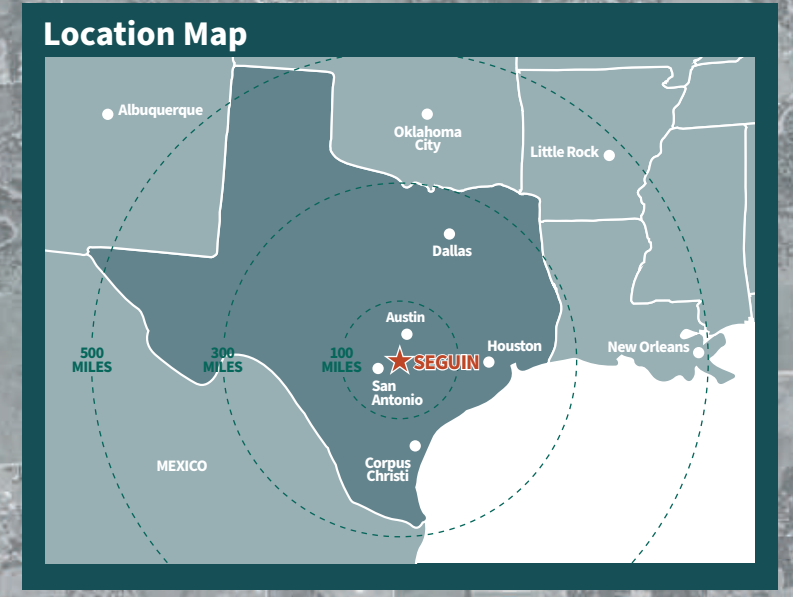 Location Map
Albuquerque
Oklahoma
City
Little Rock
Dallas
Austin
Houston
New Orleans
500
MILES
300
MILES
100
MILES
SEGUIN
San
Antonio
MEXICO
Corpus
Christi